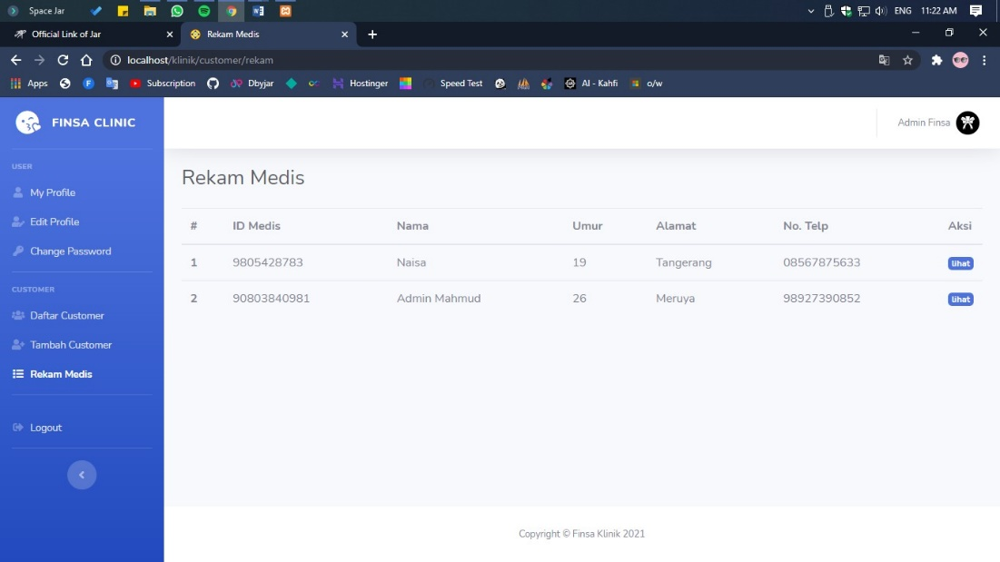 Space Jar ENG 11:22 AM
Official Link of Jar Rekam Medis
localhost/klinik/customer/rekam
Apps Subscription Dbyjar Hostinger Speed Test AI - Kahfi o/w
FINSA CLINIC
Admin Finsa
USER
My Profile
Edit Profile
Change Password
CUSTOMER
Daftar Customer
Tambah Customer
Rekam Medis
Logout
Rekam Medis
# ID Medis Nama Umur Alamat No. Telp Aksi
1 9805428783 Naisa 19 Tangerang 08567875633 lihat
2 90803840981 Admin Mahmud 26 Meruya 98927390852 lihat
Copyright © Finsa Klinik 2021